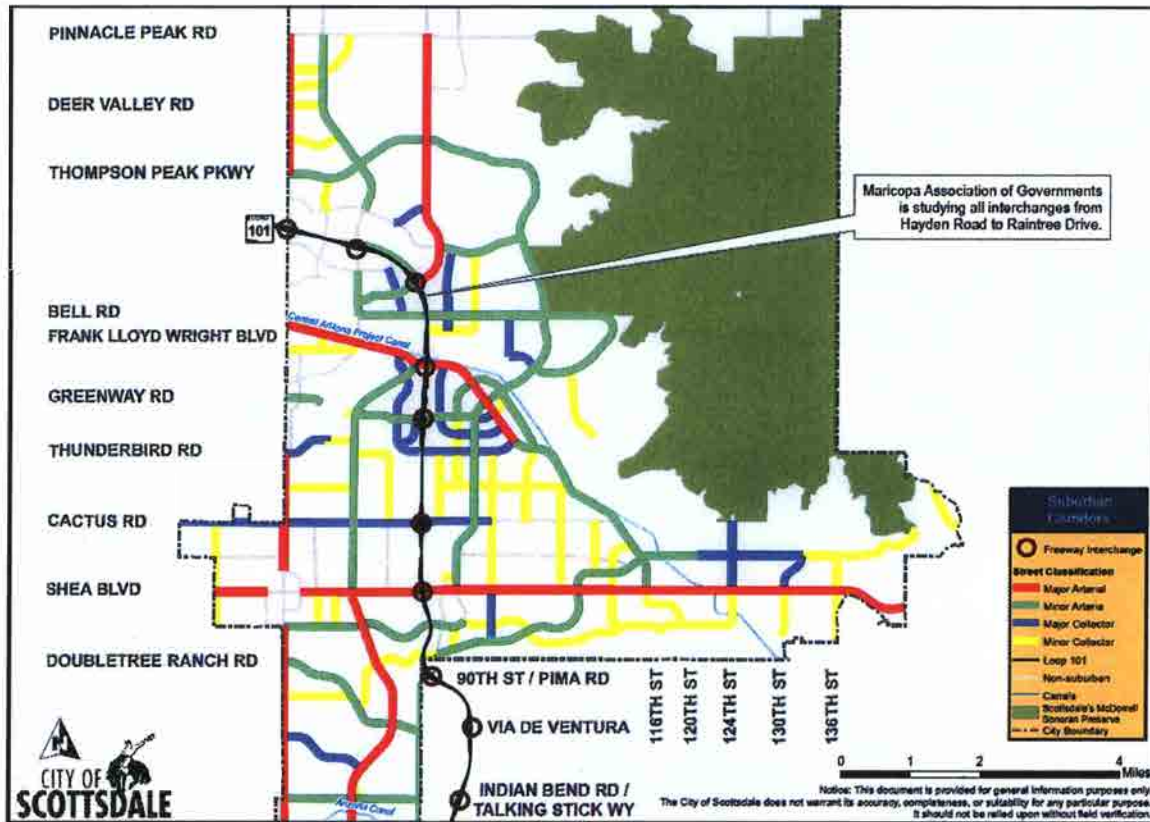 PINNACLE PEAK RD
DEER VALLEY RD
THOMPSON PEAK PKWY
Maricopa Association of Governments
is studying all interchanges from
Hayden Road to Raintree Drive.
101
BELL RD
FRANK LLOYD WRIGHT BLVD
Central Arizona Project Canal
GREENWAY RD
THUNDERBIRD RD
CACTUS RD
SHEA BLVD
DOUBLETREE RANCH RD
90TH ST / PIMA RD
VIA DE VENTURA
INDIAN BEND RD /
TALKING STICK WY
116TH ST
120TH ST
124TH ST
130TH ST
136TH ST
Arizona Canal
Suburban
Corridors
Freeway Interchange
Street Classification
Major Arterial
Minor Arteria
Major Collector
Minor Collector
Loop 101
Non-suburban
Canals
Scottsdale's McDowell
Sonoran Preserve
City Boundary
0 1 2 3 4
Miles
CITY OF
SCOTTSDALE
Notice: This document is provided for general information purposes only.
The City of Scottsdale does not warrant its accuracy, completeness, or suitability for any particular purpose.
It should not be relied upon without field verification.